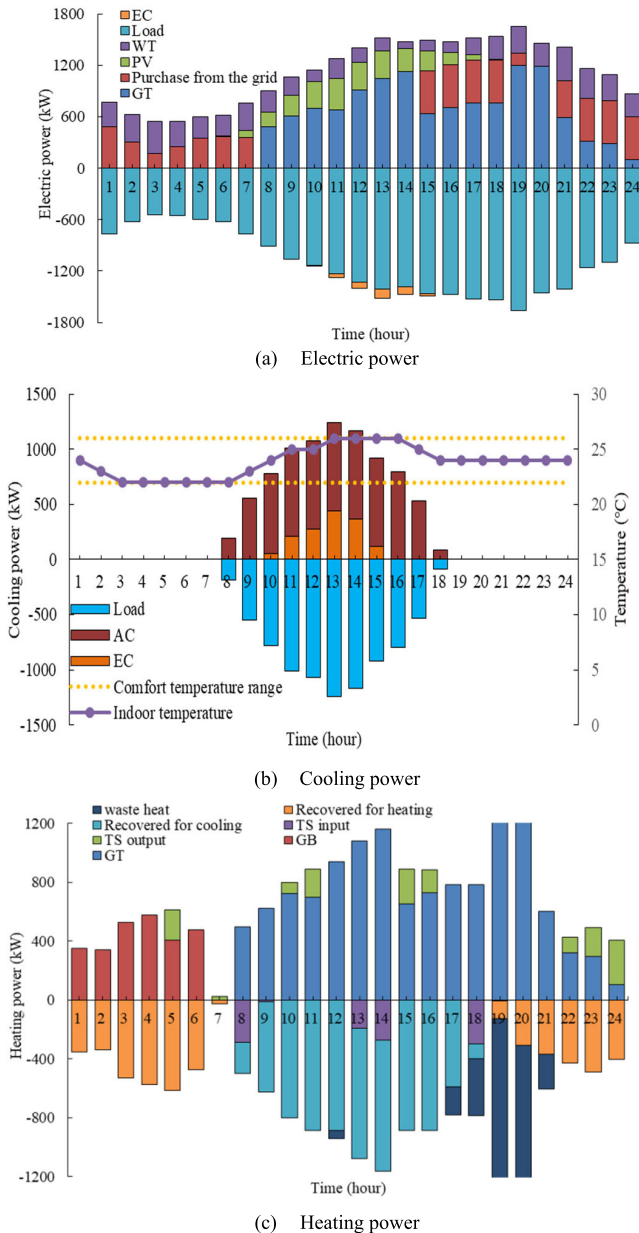 EC
Load
WT
PV
Purchase from the grid
GT
1800
1200
600
0
-600
-1200
-1800
Electric power (kW)
1 2 3 4 5 6 7 8 9 10 11 12 13 14 15 16 17 18 19 20 21 22 23 24
Time (hour)
(a) Electric power
1500
1000
500
0
-500
-1000
-1500
Cooling power (kW)
30
25
20
15
10
5
0
Temperature (°C)
1 2 3 4 5 6 7 8 9 10 11 12 13 14 15 16 17 18 19 20 21 22 23 24
Load
AC
EC
Comfort temperature range
Indoor temperature
Time (hour)
(b) Cooling power
waste heat Recovered for heating
Recovered for cooling TS input
TS output GB
GT
1200
800
400
0
-400
-800
-1200
Heating power (kW)
1 2 3 4 5 6 7 8 9 10 11 12 13 14 15 16 17 18 19 20 21 22 23 24
Time (hour)
(c) Heating power